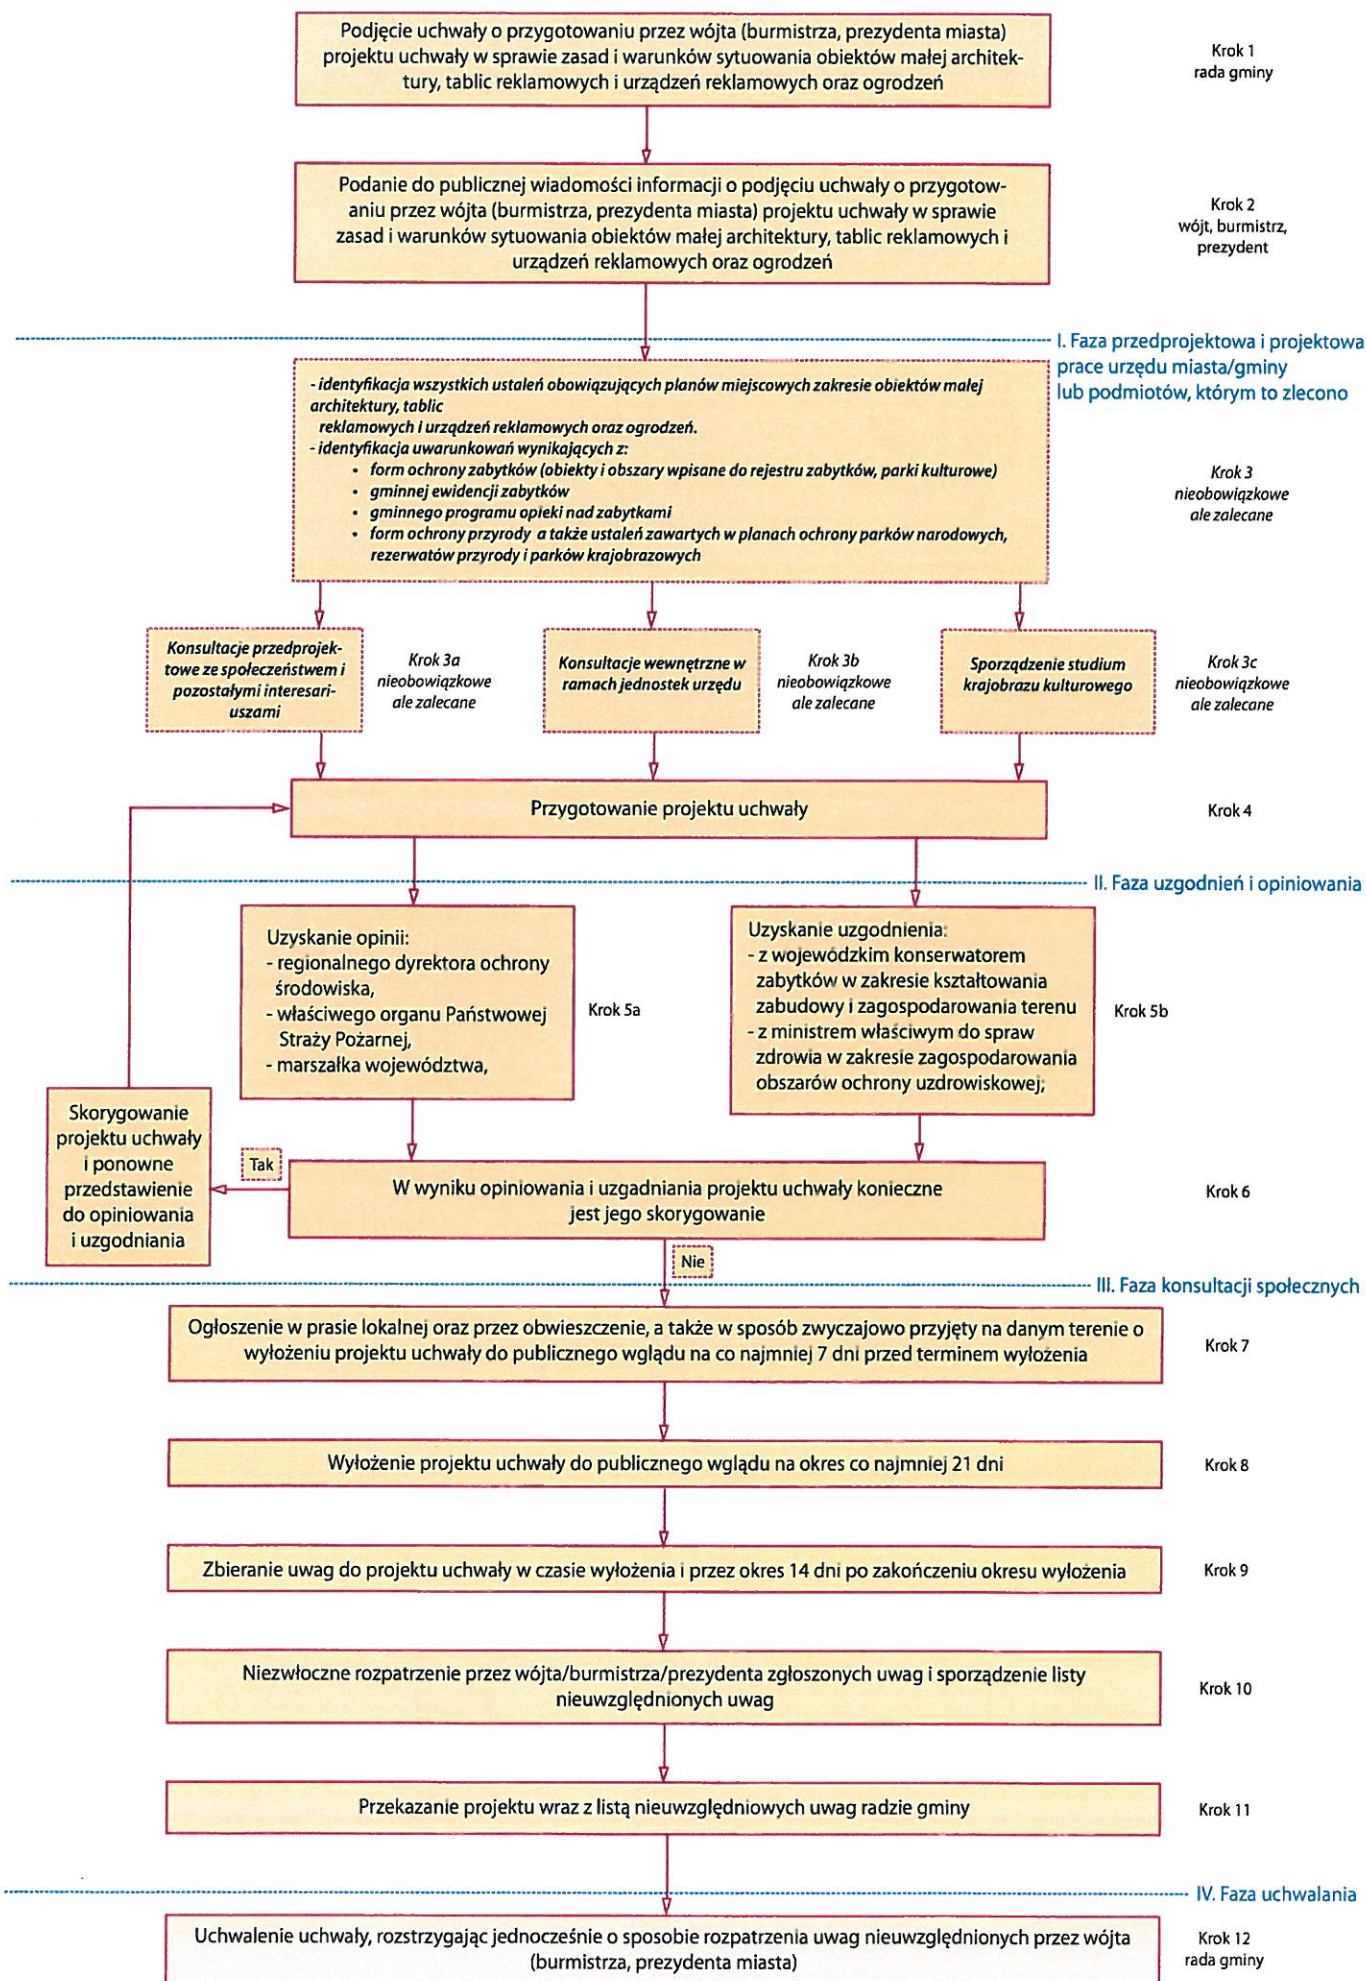 Podjęcie uchwały o przygotowaniu przez wójta (burmistrza, prezydenta miasta)
projektu uchwały w sprawie zasad i warunków sytuowania obiektów małej architek-
tury, tablic reklamowych i urządzeń reklamowych oraz ogrodzeń
Krok 1
rada gminy
Podanie do publicznej wiadomości informacji o podjęciu uchwały o przygotow-
aniu przez wójta (burmistrza, prezydenta miasta) projektu uchwały w sprawie
zasad i warunków sytuowania obiektów małej architektury, tablic reklamowych i
urządzeń reklamowych oraz ogrodzeń
Krok 2
wójt, burmistrz,
prezydent
I. Faza przedprojektowa i projektowa
prace urzędu miasta/gminy
lub podmiotów, którym to zlecono
- identyfikacja wszystkich ustaleń obowiązujących planów miejscowych zakresie obiektów małej
architektury, tablic
reklamowych i urządzeń reklamowych oraz ogrodzeń.
- identyfikacja uwarunkowań wynikających z:
• form ochrony zabytków (obiekty i obszary wpisane do rejestru zabytków, parki kulturowe)
• gminnej ewidencji zabytków
• gminnego programu opieki nad zabytkami
• form ochrony przyrody a także ustaleń zawartych w planach ochrony parków narodowych,
rezerwatów przyrody i parków krajobrazowych
Krok 3
nieobowiązkowe
ale zalecane
Konsultacje przedprojek-
towe ze społeczeństwem i
pozostałymi interesari-
uszami
Krok 3a
nieobowiązkowe
ale zalecane
Konsultacje wewnętrzne w
ramach jednostek urzędu
Krok 3b
nieobowiązkowe
ale zalecane
Sporządzenie studium
krajobrazu kulturowego
Krok 3c
nieobowiązkowe
ale zalecane
Przygotowanie projektu uchwały
Krok 4
II. Faza uzgodnień i opiniowania
Uzyskanie opinii:
- regionalnego dyrektora ochrony
środowiska,
- właściwego organu Państwowej
Straży Pożarnej,
- marszałka województwa,
Krok 5a
Uzyskanie uzgodnienia:
- z wojewódzkim konserwatorem
zabytków w zakresie kształtowania
zabudowy i zagospodarowania terenu
- z ministrem właściwym do spraw
zdrowia w zakresie zagospodarowania
obszarów ochrony uzdrowiskowej;
Krok 5b
Skorygowanie
projektu uchwały
i ponowne
przedstawienie
do opiniowania
i uzgodniania
Tak
W wyniku opiniowania i uzgadniania projektu uchwały konieczne
jest jego skorygowanie
Krok 6
Nie
III. Faza konsultacji społecznych
Ogłoszenie w prasie lokalnej oraz przez obwieszczenie, a także w sposób zwyczajowo przyjęty na danym terenie o
wyłożeniu projektu uchwały do publicznego wglądu na co najmniej 7 dni przed terminem wyłożenia
Krok 7
Wyłożenie projektu uchwały do publicznego wglądu na okres co najmniej 21 dni
Krok 8
Zbieranie uwag do projektu uchwały w czasie wyłożenia i przez okres 14 dni po zakończeniu okresu wyłożenia
Krok 9
Niezwłoczne rozpatrzenie przez wójta/burmistrza/prezydenta zgłoszonych uwag i sporządzenie listy
nieuwzględnionych uwag
Krok 10
Przekazanie projektu wraz z listą nieuwzględniowych uwag radzie gminy
Krok 11
IV. Faza uchwalania
Uchwalenie uchwały, rozstrzygając jednocześnie o sposobie rozpatrzenia uwag nieuwzględnionych przez wójta
(burmistrza, prezydenta miasta)
Krok 12
rada gminy